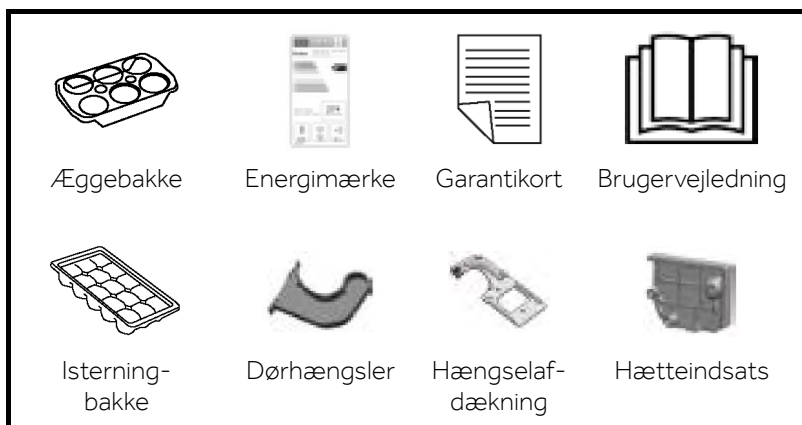 Æggebakke
Energimærke
Garantikort
Brugervejledning
Isterning-
bakke
Dørhængsler
Hængselaf-
dækning
Hætteindsats